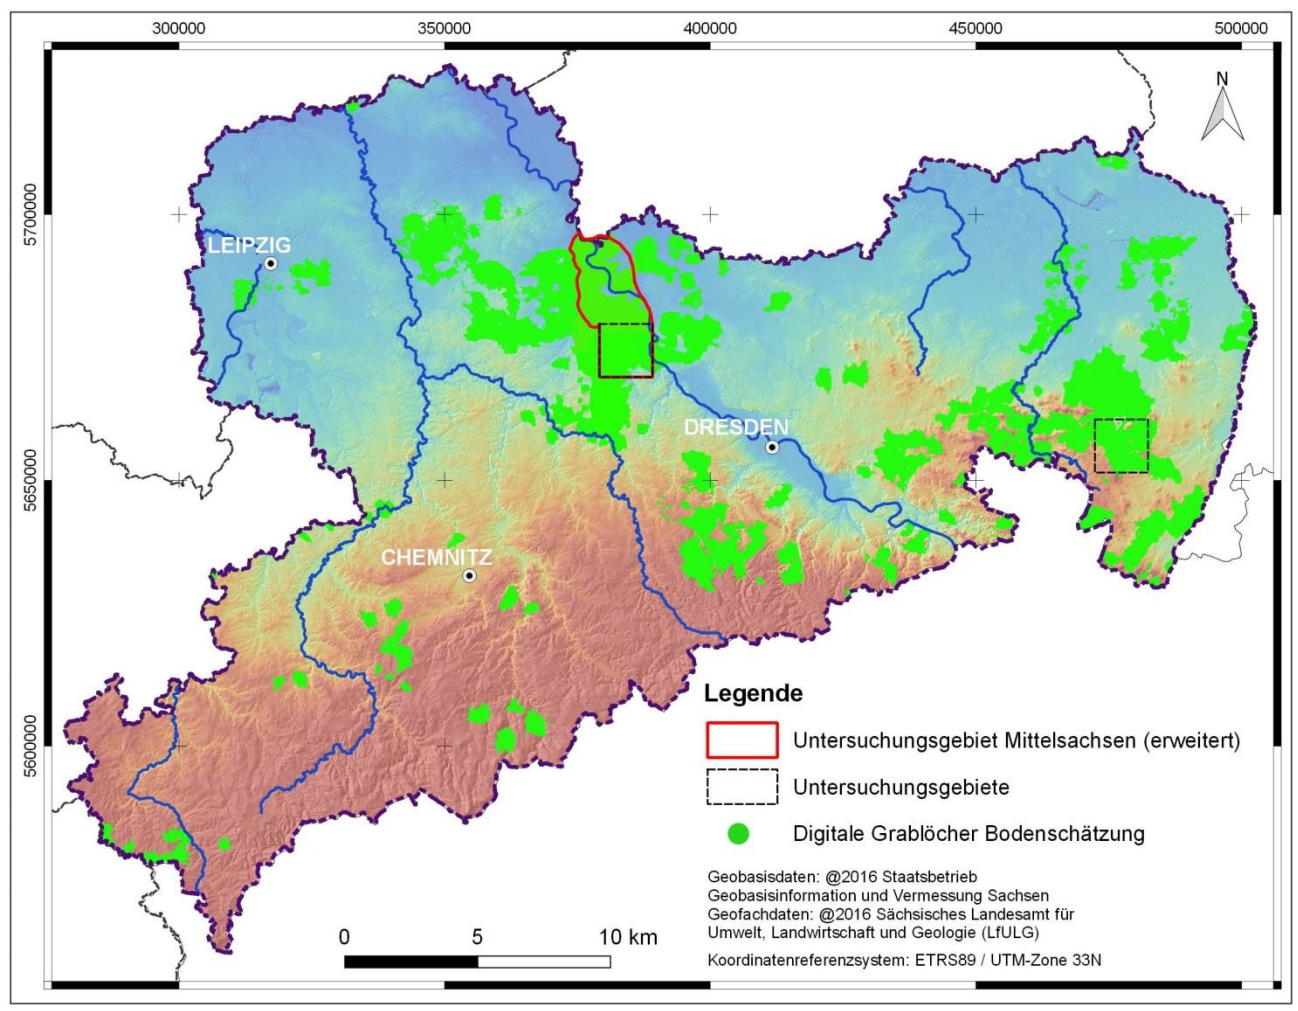 300000 350000 400000 450000 500000
N
5700000
LEIPZIG
DRESDEN
5650000
CHEMNITZ
Legende
Untersuchungsgebiet Mittelsachsen (erweitert)
5600000
Untersuchungsgebiete
Digitale Grablöcher Bodenschätzung
Geobasisdaten: @2016 Staatsbetrieb
Geobasisinformation und Vermessung Sachsen
Geofachdaten: @2016 Sächsisches Landesamt für
Umwelt, Landwirtschaft und Geologie (LfULG)
0 5 10 km
Koordinatenreferenzsystem: ETRS89 / UTM-Zone 33N